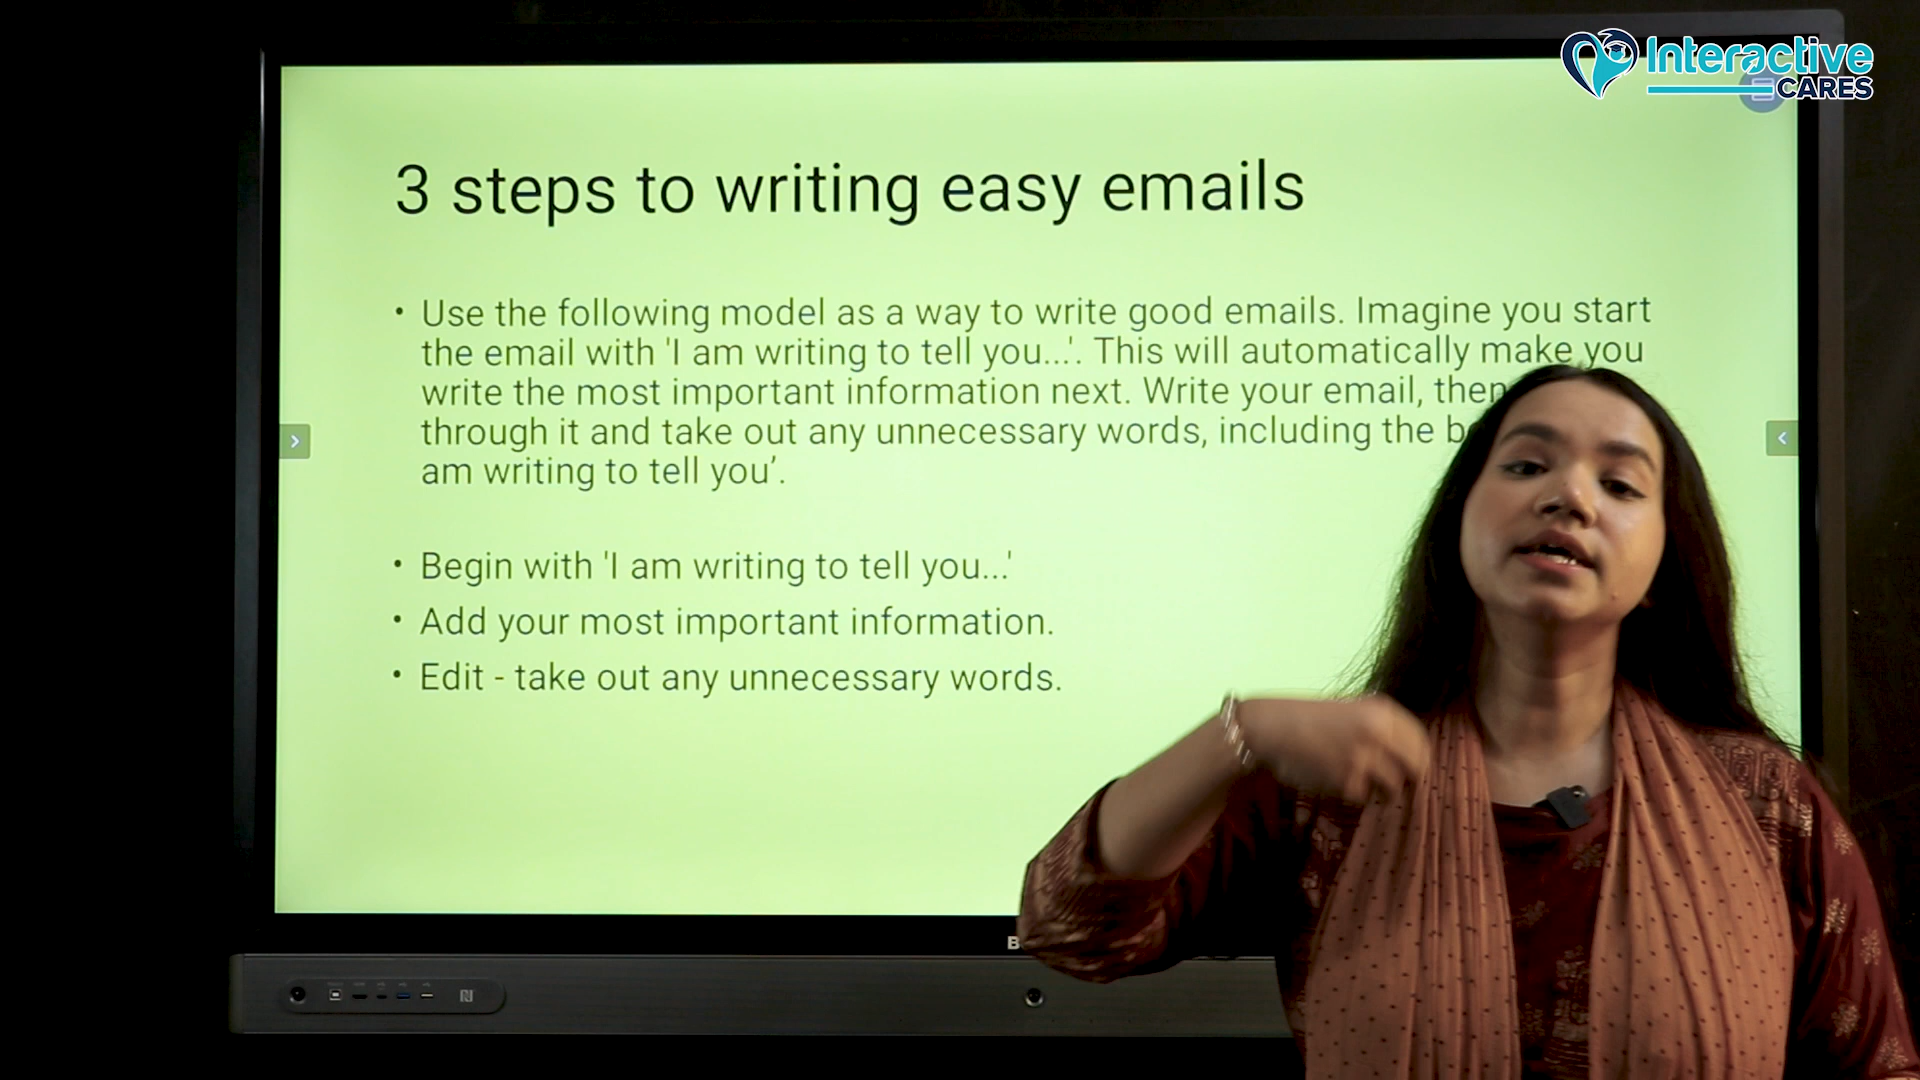 Interactive
CARES
3 steps to writing easy emails
• Use the following model as a way to write good emails. Imagine you start
the email with 'I am writing to tell you...'. This will automatically make you
write the most important information next. Write your email, then
through it and take out any unnecessary words, including the
am writing to tell you’.
• Begin with 'I am writing to tell you...'
• Add your most important information.
• Edit - take out any unnecessary words.